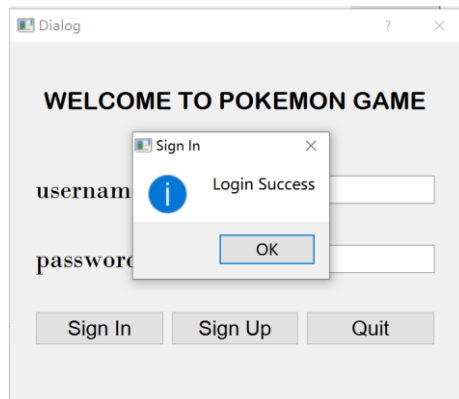 Dialog
WELCOME TO POKEMON GAME
Sign In
Login Success
OK
Sign In
Sign Up
Quit